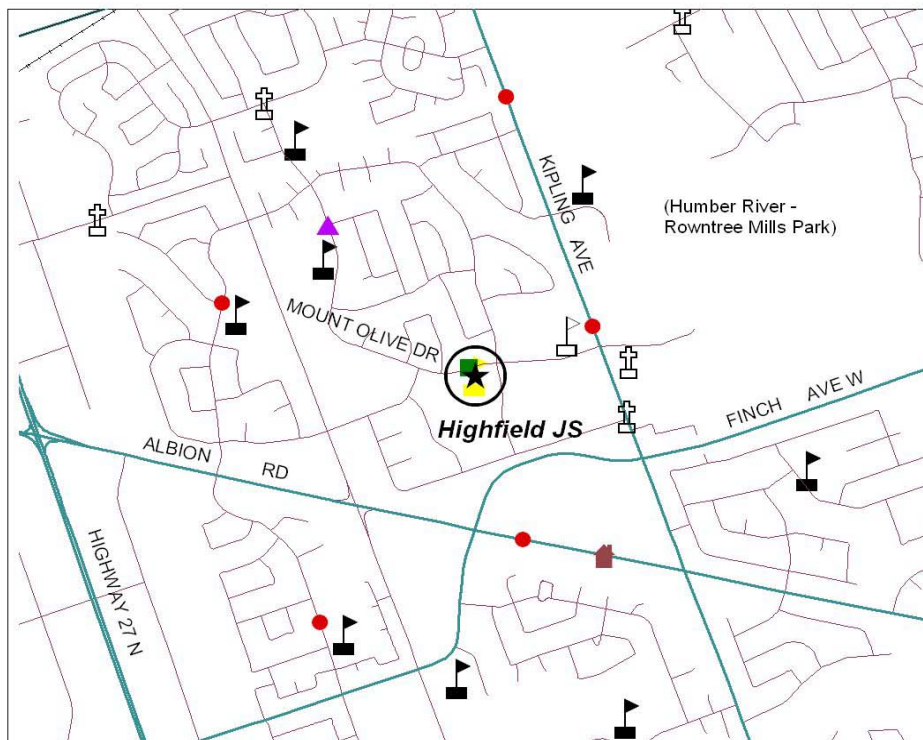 KIPLING AVE
(Humber River -
Rowntree Mills Park)
MOUNT OLIVE DR
FINCH AVE W
Highfield JS
ALBION RD
HIGHWAY 27 N